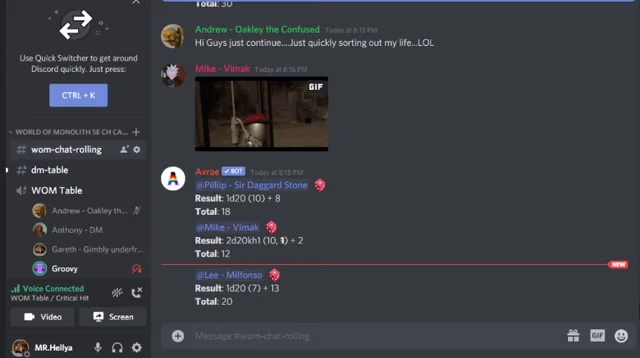 Use Quick Switcher to get around
Discord quickly. Just press:
CTRL + K
WORLD OF MONOLITH SE CH CA...
# wom-chat-rolling
# dm-table
WOM Table
Andrew - Oakley th...
Anthony - DM
Gareth - Gimbly unfr...
Groovy
Voice Connected
WOM Table / Critical Hit
Video
Screen
MR.Hellya
Total: 30
Andrew - Oakley the Confused Today at 8:13 PM
Hi Guys just continue....Just quickly sorting out my life...LOL
Mike - Vimak Today at 8:16 PM
GIF
Avrae BOT Today at 8:18 PM
@Pilliip - Sir Daggard Stone
Result: 1d20 (10) + 8
Total: 18
@Mike - Vimak
Result: 2d20kh1 (10, 1) + 2
Total: 12
NEW
@Lee - Milfonso
Result: 1d20 (7) + 13
Total: 20
Message #wom-chat-rolling
GIF